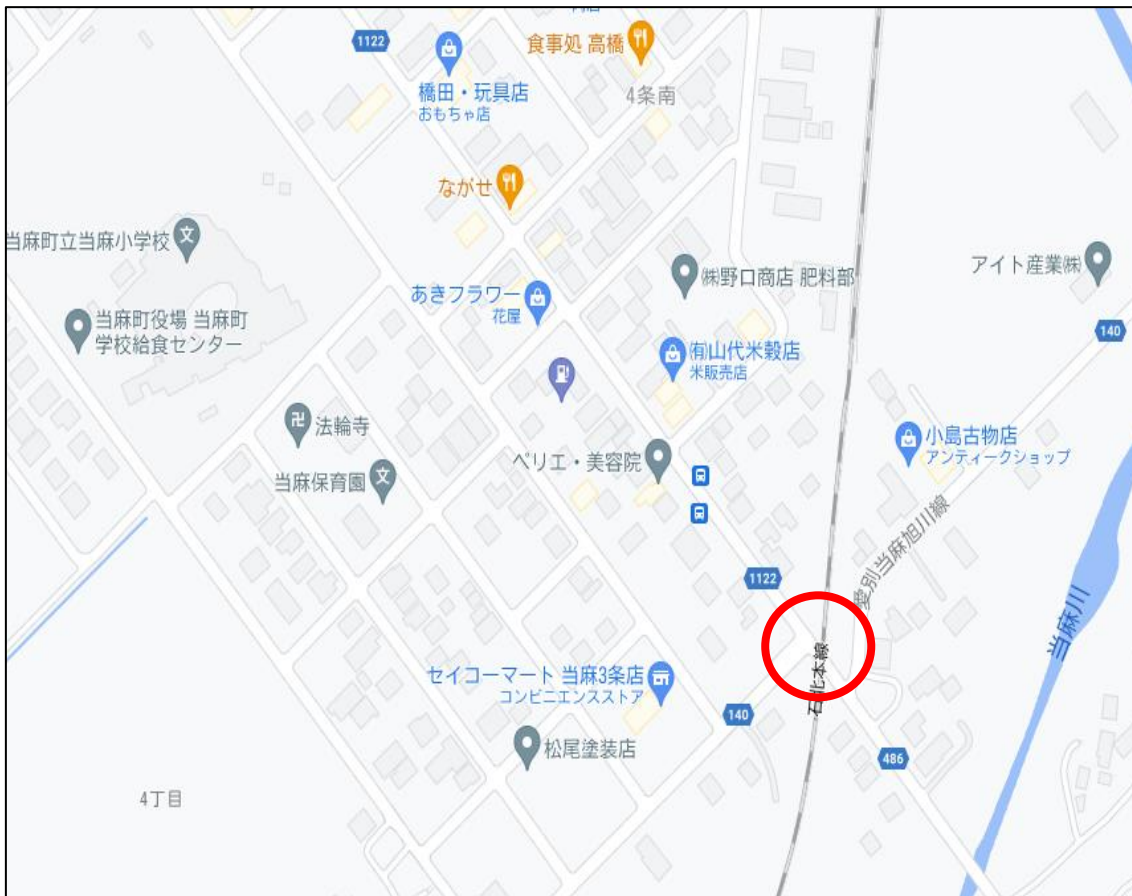 1122
食事処 高橋
橋田・玩具店
おもちゃ店
4条南
ながせ
当麻町立当麻小学校
文
㈱野口商店 肥料部
アイト産業㈱
あきフラワー
花屋
当麻町役場 当麻町
学校給食センター
140
㈲山代米穀店
米販売店
卍
法輪寺
小島古物店
アンティークショップ
ベリエ・美容院
当麻保育園
文
愛別当麻旭川線
1122
当麻川
石北本線
セイコーマート 当麻3条店
コンビニエンスストア
140
松尾塗装店
486
4丁目